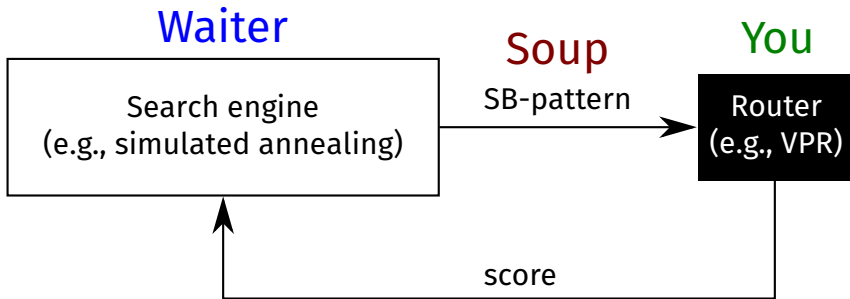 Waiter
Soup
You
Search engine
(e.g., simulated annealing)
SB-pattern
Router
(e.g., VPR)
score